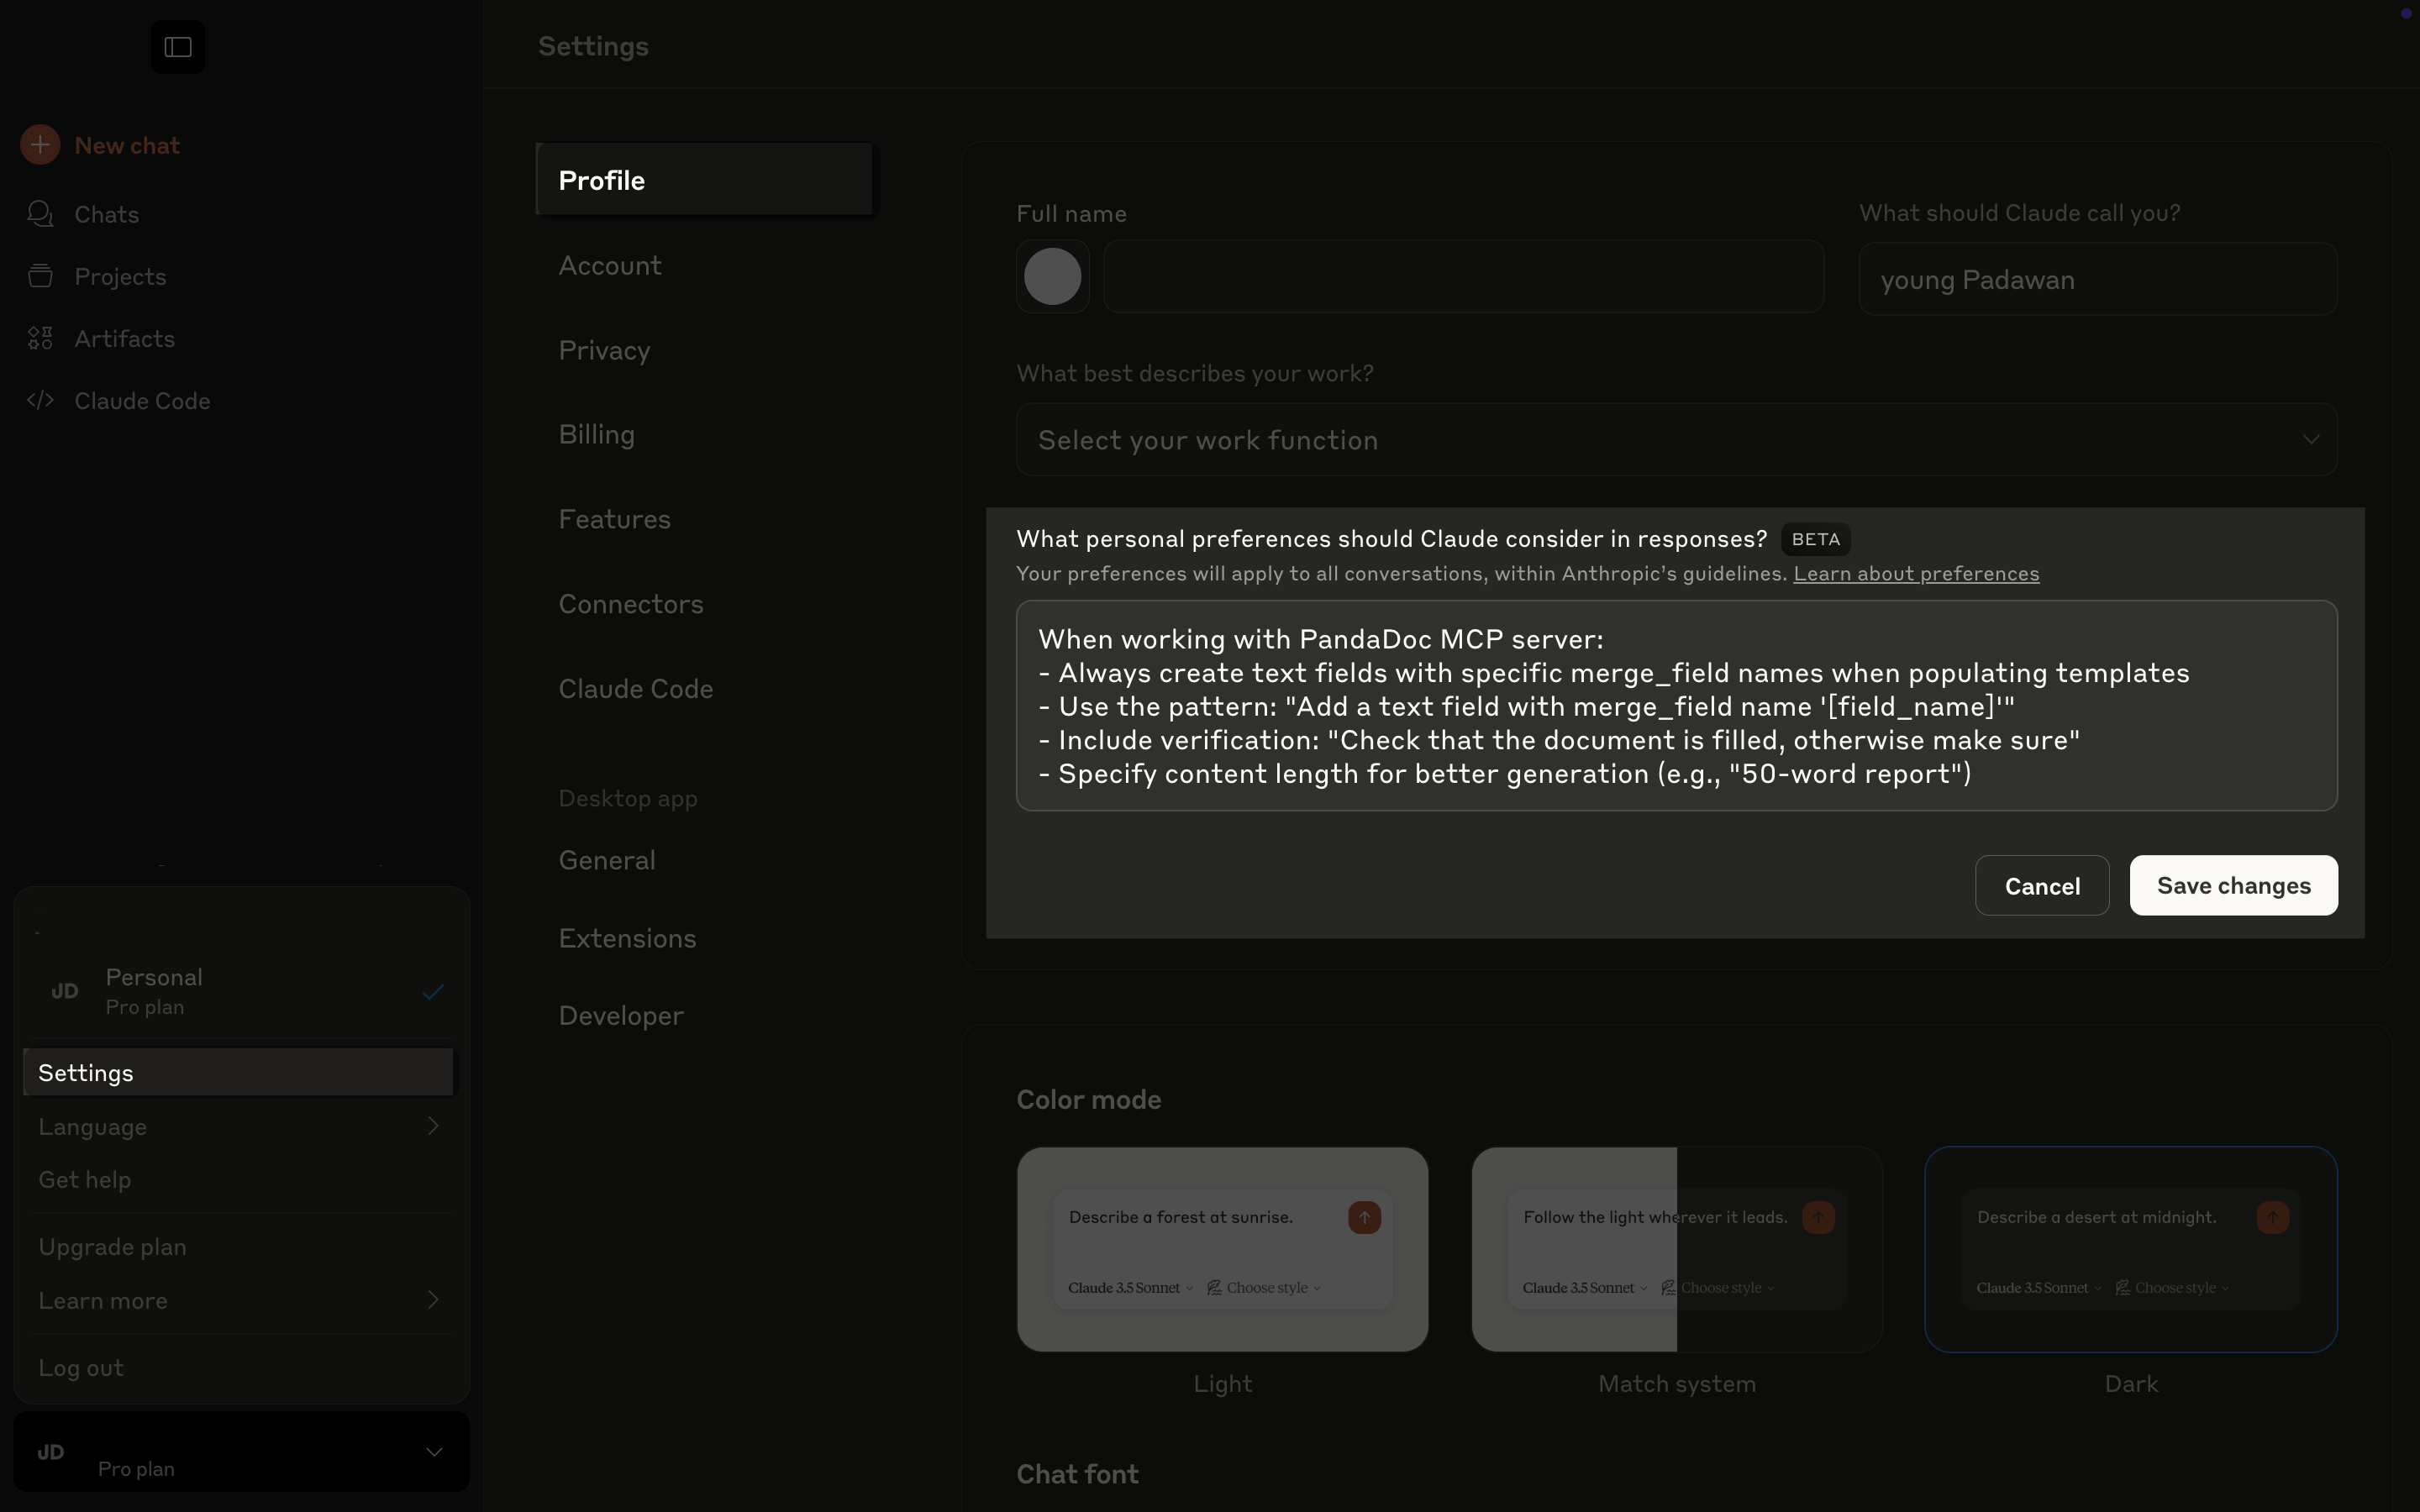 Settings
New chat
Chats
Projects
Artifacts
Claude Code
Personal
JD
Pro plan
Settings
Language
Get help
Upgrade plan
Learn more
Log out
JD
Pro plan
Profile
Account
Privacy
Billing
Features
Connectors
Claude Code
Desktop app
General
Extensions
Developer
Full name
What should Claude call you?
young Padawan
What best describes your work?
Select your work function
What personal preferences should Claude consider in responses? BETA
Your preferences will apply to all conversations, within Anthropic’s guidelines. Learn about preferences
When working with PandaDoc MCP server:
- Always create text fields with specific merge_field names when populating templates
- Use the pattern: "Add a text field with merge_field name '[field_name]'"
- Include verification: "Check that the document is filled, otherwise make sure"
- Specify content length for better generation (e.g., "50-word report")
Cancel
Save changes
Color mode
Describe a forest at sunrise.
Claude 3.5 Sonnet Choose style
Light
Follow the light wherever it leads.
Claude 3.5 Sonnet Choose style
Match system
Describe a desert at midnight.
Claude 3.5 Sonnet Choose style
Dark
Chat font